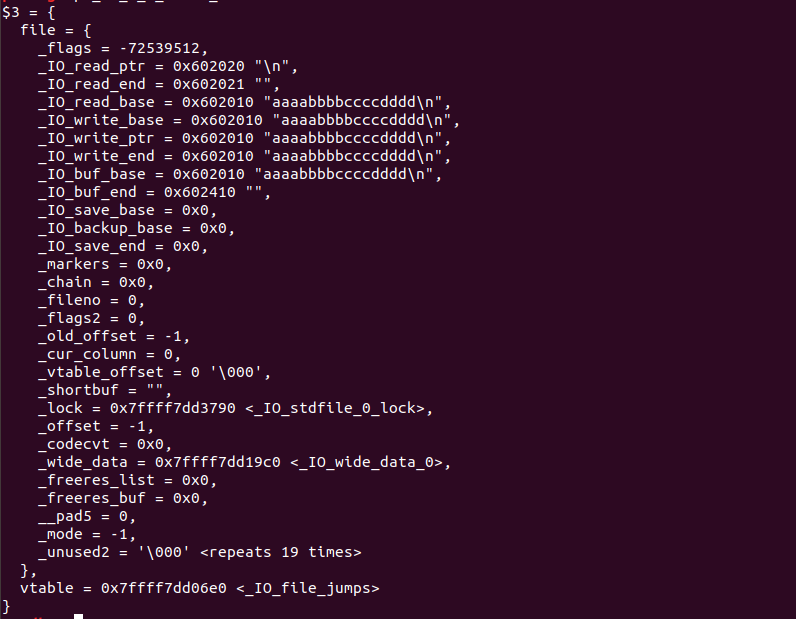 $3 = {
  file = {
    _flags = -72539512,
    _IO_read_ptr = 0x602020 "\n",
    _IO_read_end = 0x602021 "",
    _IO_read_base = 0x602010 "aaaabbbbccccdddd\n",
    _IO_write_base = 0x602010 "aaaabbbbccccdddd\n",
    _IO_write_ptr = 0x602010 "aaaabbbbccccdddd\n",
    _IO_write_end = 0x602010 "aaaabbbbccccdddd\n",
    _IO_buf_base = 0x602010 "aaaabbbbccccdddd\n",
    _IO_buf_end = 0x602410 "",
    _IO_save_base = 0x0,
    _IO_backup_base = 0x0,
    _IO_save_end = 0x0,
    _markers = 0x0,
    _chain = 0x0,
    _fileno = 0,
    _flags2 = 0,
    _old_offset = -1,
    _cur_column = 0,
    _vtable_offset = 0 '\000',
    _shortbuf = "",
    _lock = 0x7ffff7dd3790 <_IO_stdfile_0_lock>,
    _offset = -1,
    _codecvt = 0x0,
    _wide_data = 0x7ffff7dd19c0 <_IO_wide_data_0>,
    _freeres_list = 0x0,
    _freeres_buf = 0x0,
    __pad5 = 0,
    _mode = -1,
    _unused2 = '\000' <repeats 19 times>
  },
  vtable = 0x7ffff7dd06e0 <_IO_file_jumps>
}